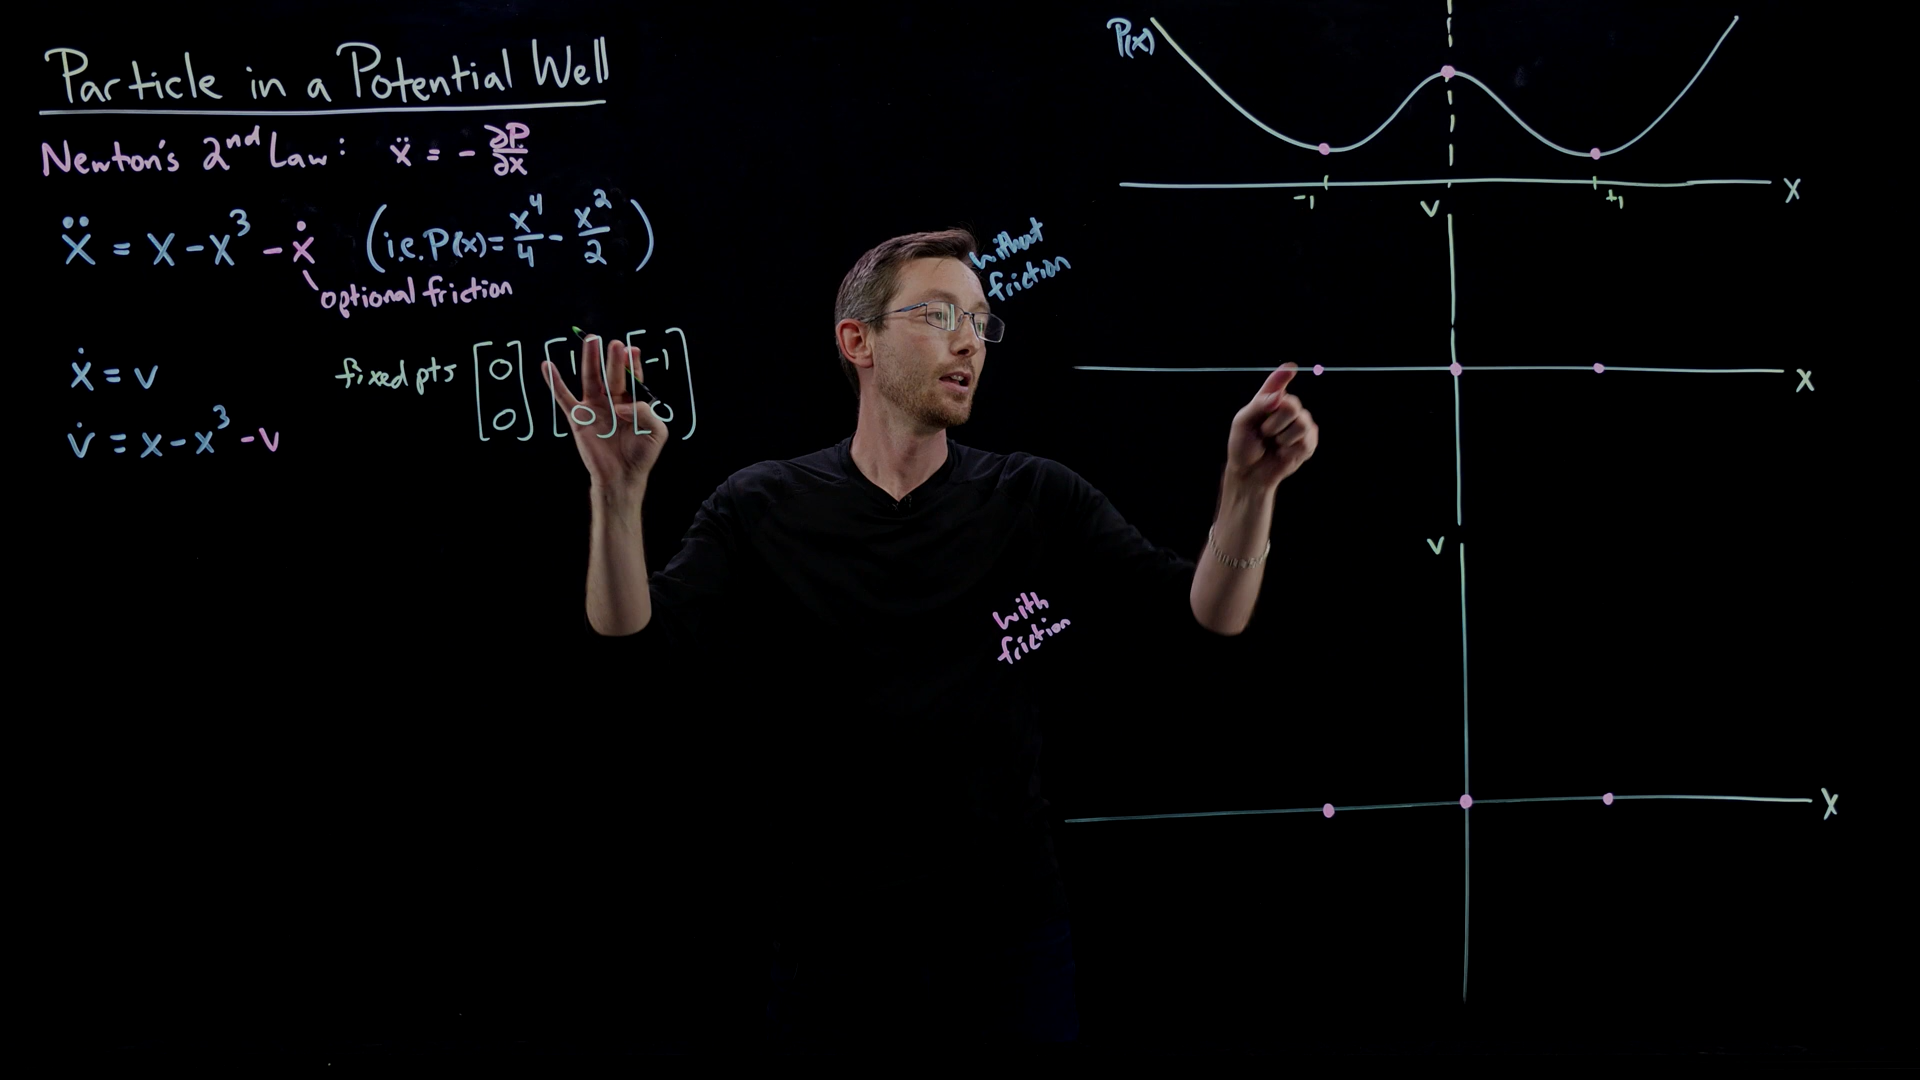 Particle in a Potential Well
Newton's 2nd Law: ẍ = - ∂P/∂x
ẍ = x - x³ - ẋ (i.e. P(x) = x⁴/4 - x²/2)
optional friction
ẋ = v
v̇ = x - x³ - v
fixed pts [0 0] [1 0] [-1 0]
P(x)
-1 +1 x
without
friction
v
x
with
friction
v
x